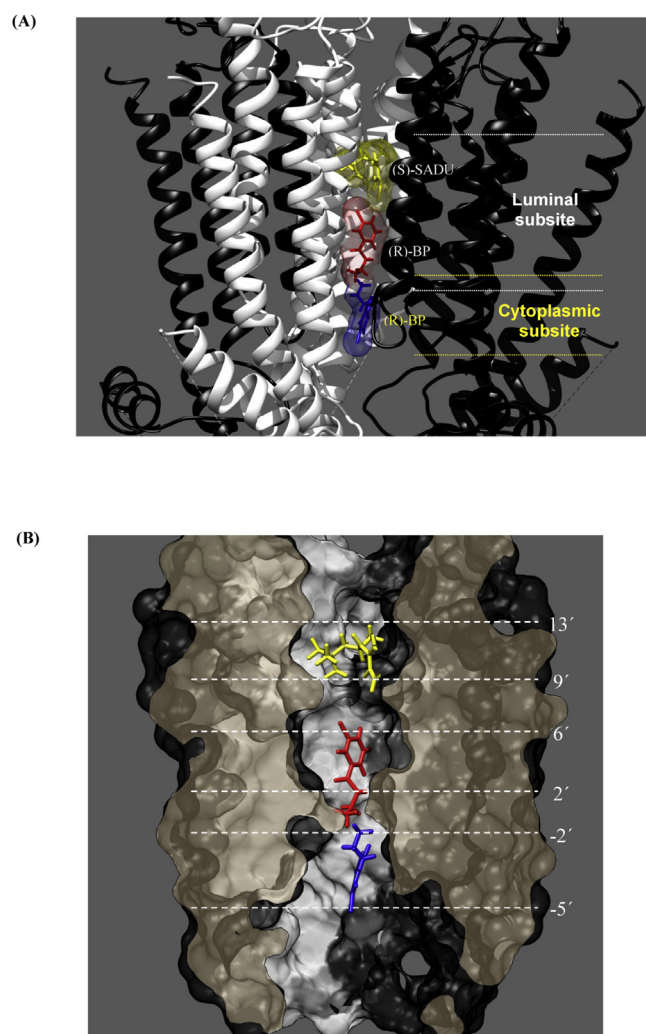 (A)
(S)-SADU
Luminal
subsite
(R)-BP
Cytoplasmic
subsite
(R)-BP
(B)
13´
9´
6´
2´
-2´
-5´